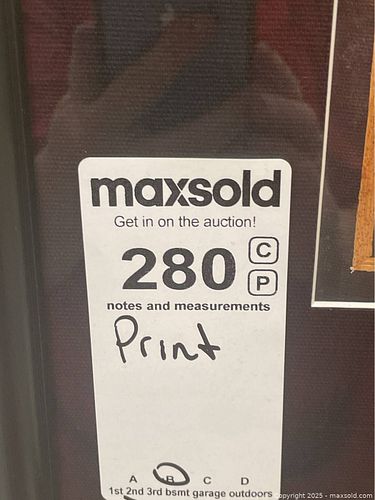 maxsold
Get in on the auction!
280 C
P
notes and measurements
Print
A B C D
1st 2nd 3rd bsmt garage outdoors
copyright 2025 - maxsold.com